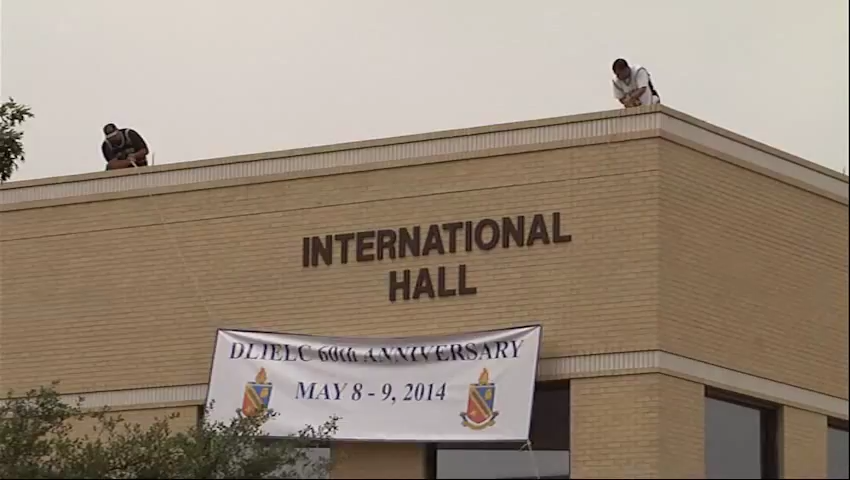 INTERNATIONAL
HALL
DLIELC 60th ANNIVERSARY
MAY 8 - 9, 2014